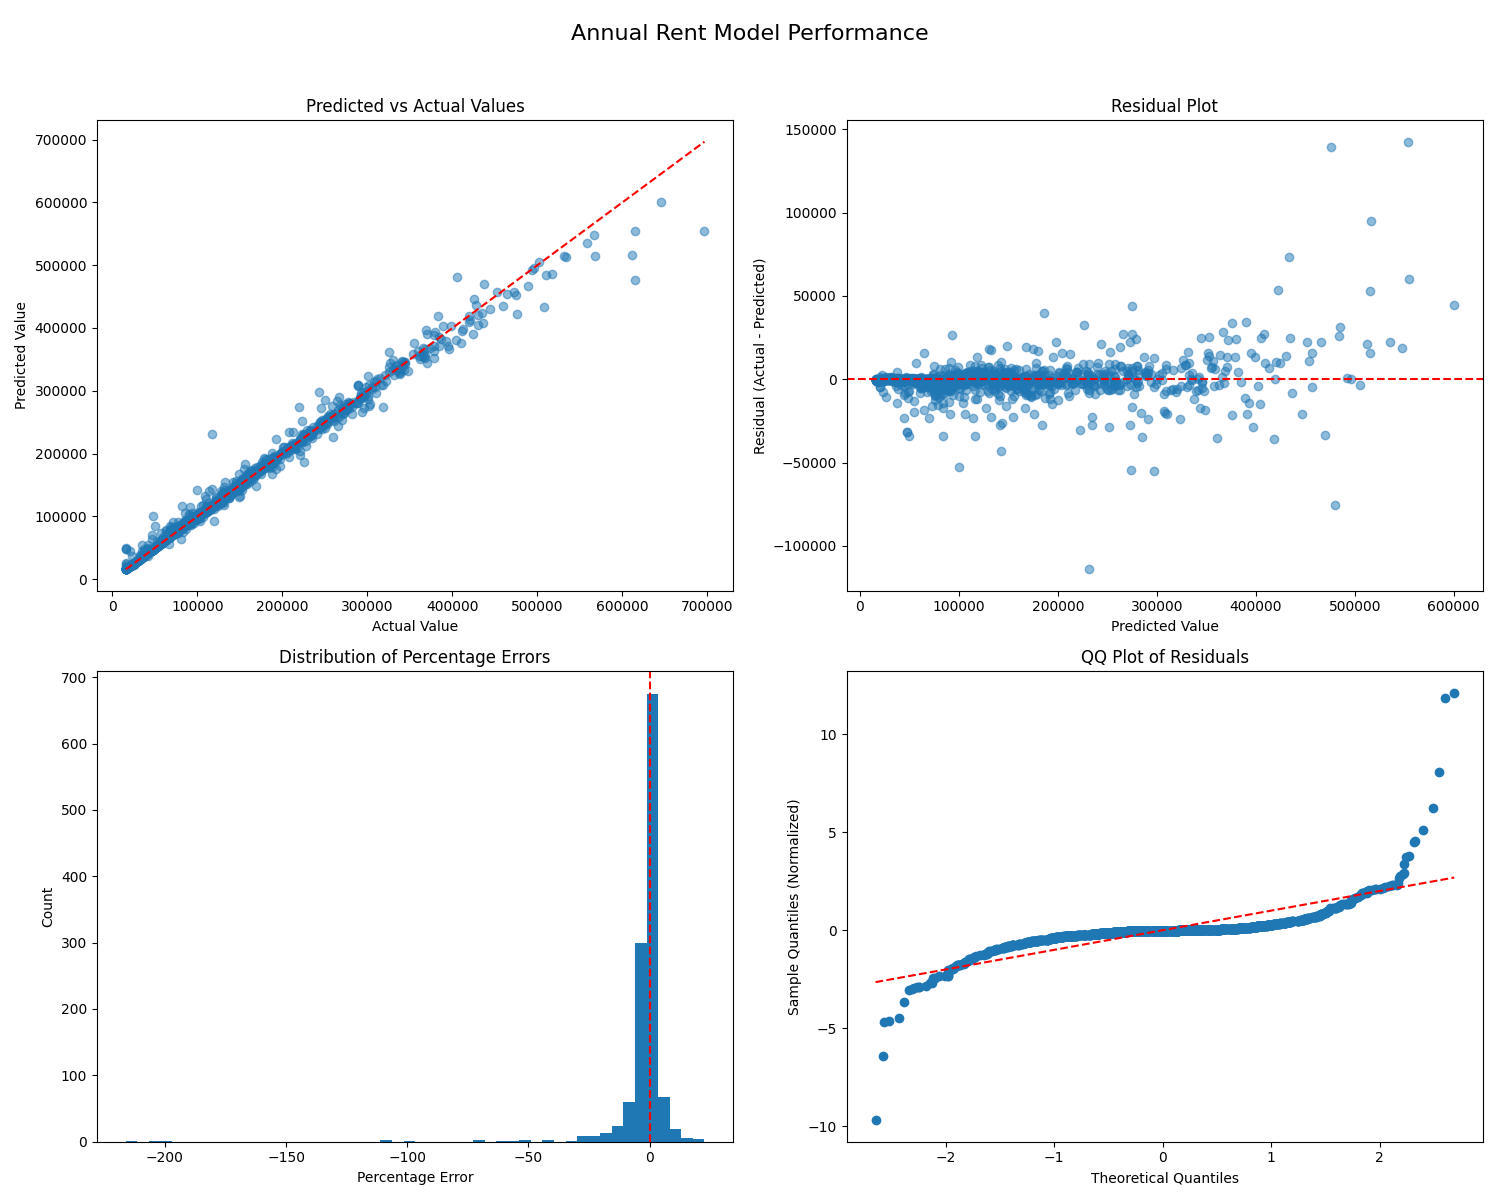 Annual Rent Model Performance
Predicted vs Actual Values
Predicted Value
700000
600000
500000
400000
300000
200000
100000
0
0 100000 200000 300000 400000 500000 600000 700000
Actual Value
Residual Plot
Residual (Actual - Predicted)
150000
100000
50000
0
−50000
−100000
0 100000 200000 300000 400000 500000 600000
Predicted Value
Distribution of Percentage Errors
Count
700
600
500
400
300
200
100
0
−200 −150 −100 −50 0
Percentage Error
QQ Plot of Residuals
Sample Quantiles (Normalized)
10
5
0
−5
−10
−2 −1 0 1 2
Theoretical Quantiles